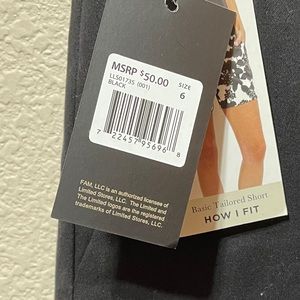 MSRP $50.00
LLS01735 (001)
BLACK
SIZE
6
7 22457 95696 8
FAM, LLC is an authorized licensee of
Limited Stores, LLC. The Limited and
The Limited logos are the registered
trademarks of Limited Stores, LLC.
Basic Tailored Short
HOW I FIT